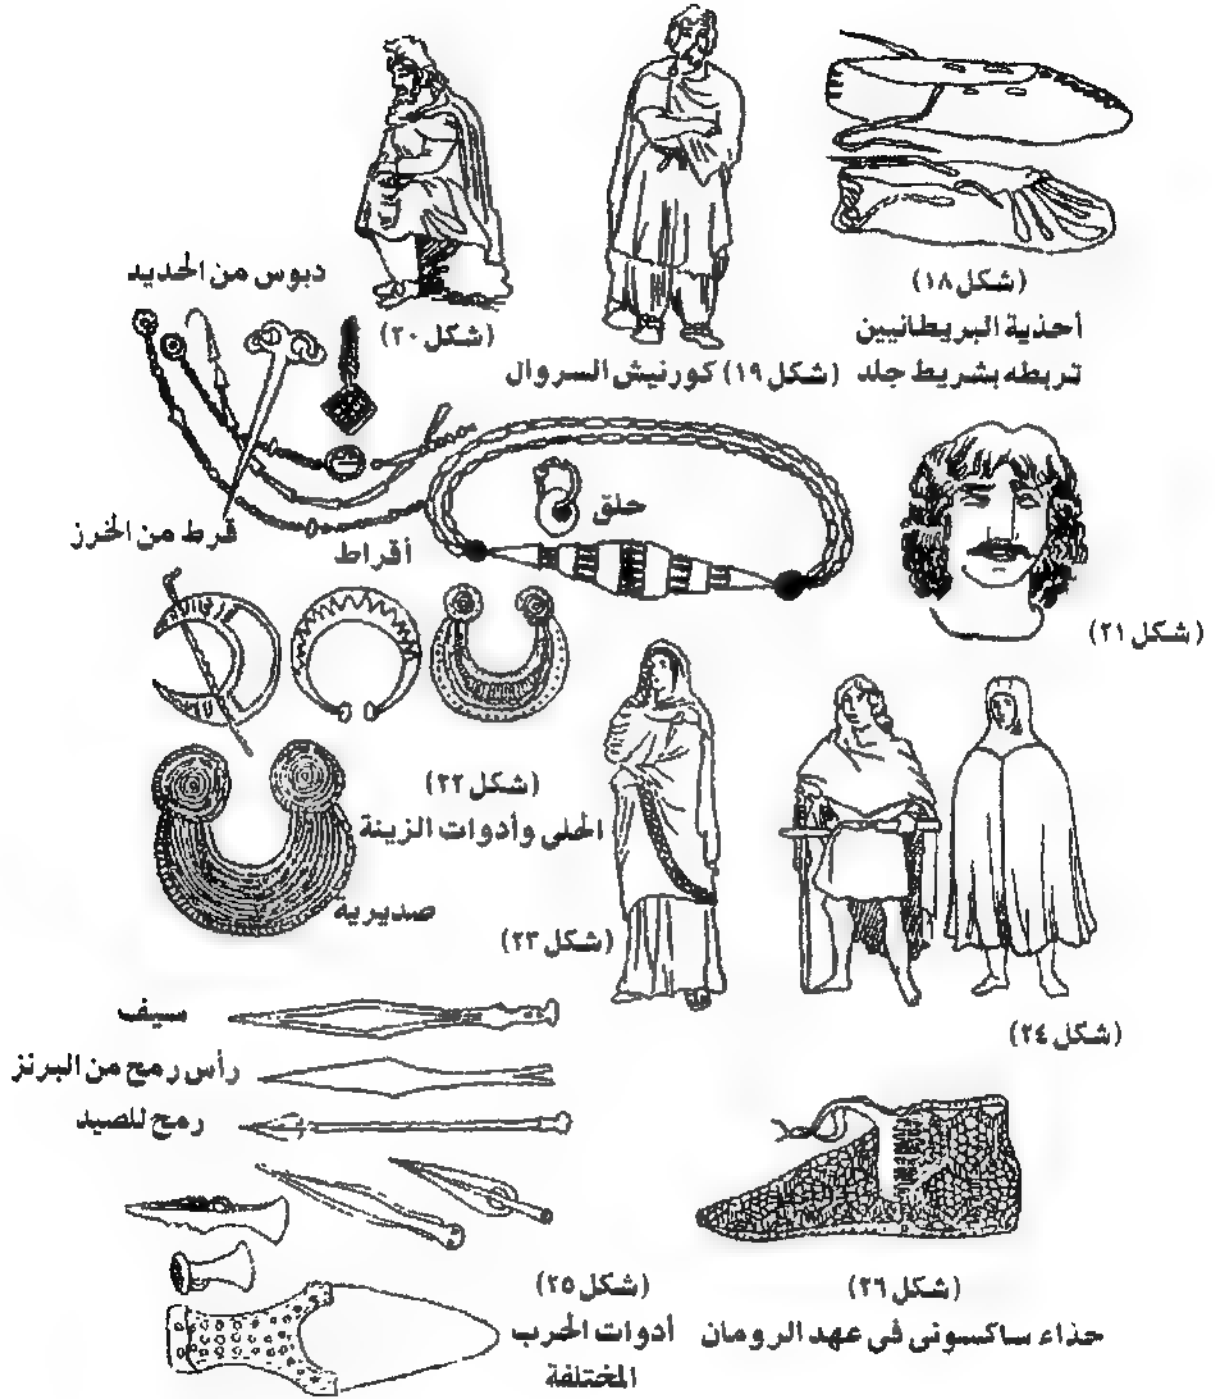 (شكل ١٨)
أحذية البريطانيين
تربطه بشريط جلد
(شكل ١٩) كورنيش السروال
(شكل ٢٠)
دبوس من الحديد
قرط من الخرز
أقراط
حلق
(شكل ٢١)
(شكل ٢٢)
الحلى وأدوات الزينة
صديرية
(شكل ٢٣)
(شكل ٢٤)
سيف
رأس رمح من البرنز
رمح للصيد
(شكل ٢٥)
أدوات الحرب
المختلفة
(شكل ٢٦)
حذاء ساكسونى فى عهد الرومان